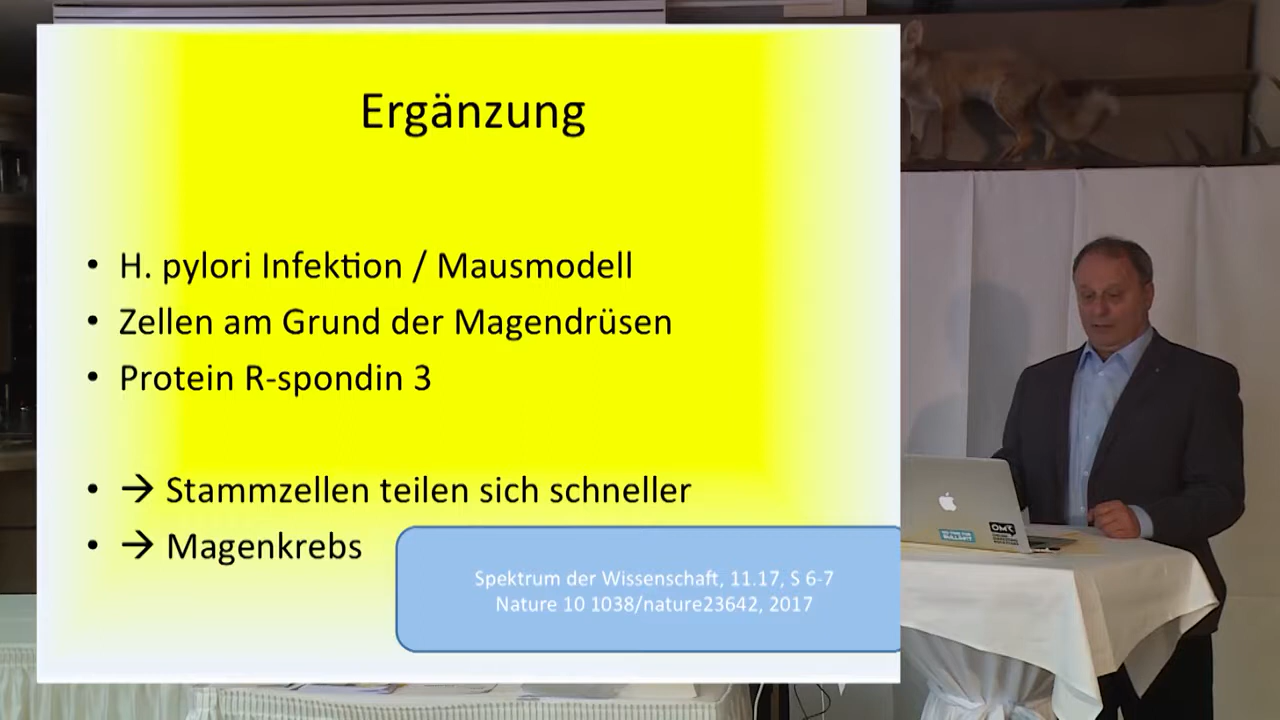 Ergänzung
• H. pylori Infektion / Mausmodell
• Zellen am Grund der Magendrüsen
• Protein R-spondin 3
• → Stammzellen teilen sich schneller
• → Magenkrebs
Spektrum der Wissenschaft, 11.17, S 6-7
Nature 10 1038/nature23642, 2017
OMR